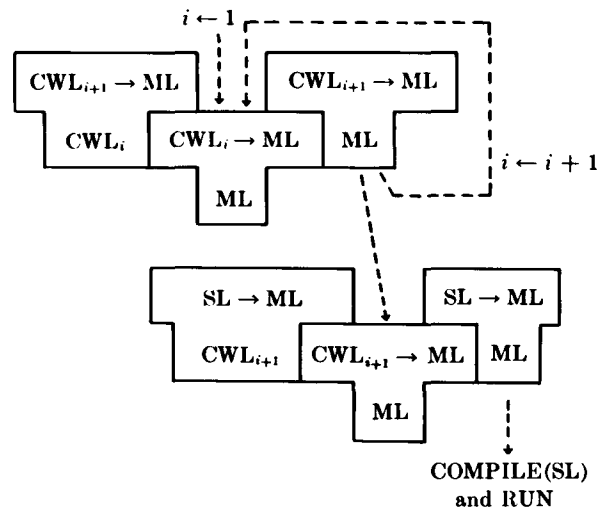 i ← 1
CWL_{i+1} → ML
CWL_{i+1} → ML
CWL_i
CWL_i → ML
ML
i ← i + 1
ML
SL → ML
SL → ML
CWL_{i+1}
CWL_{i+1} → ML
ML
ML
COMPILE(SL)
and RUN